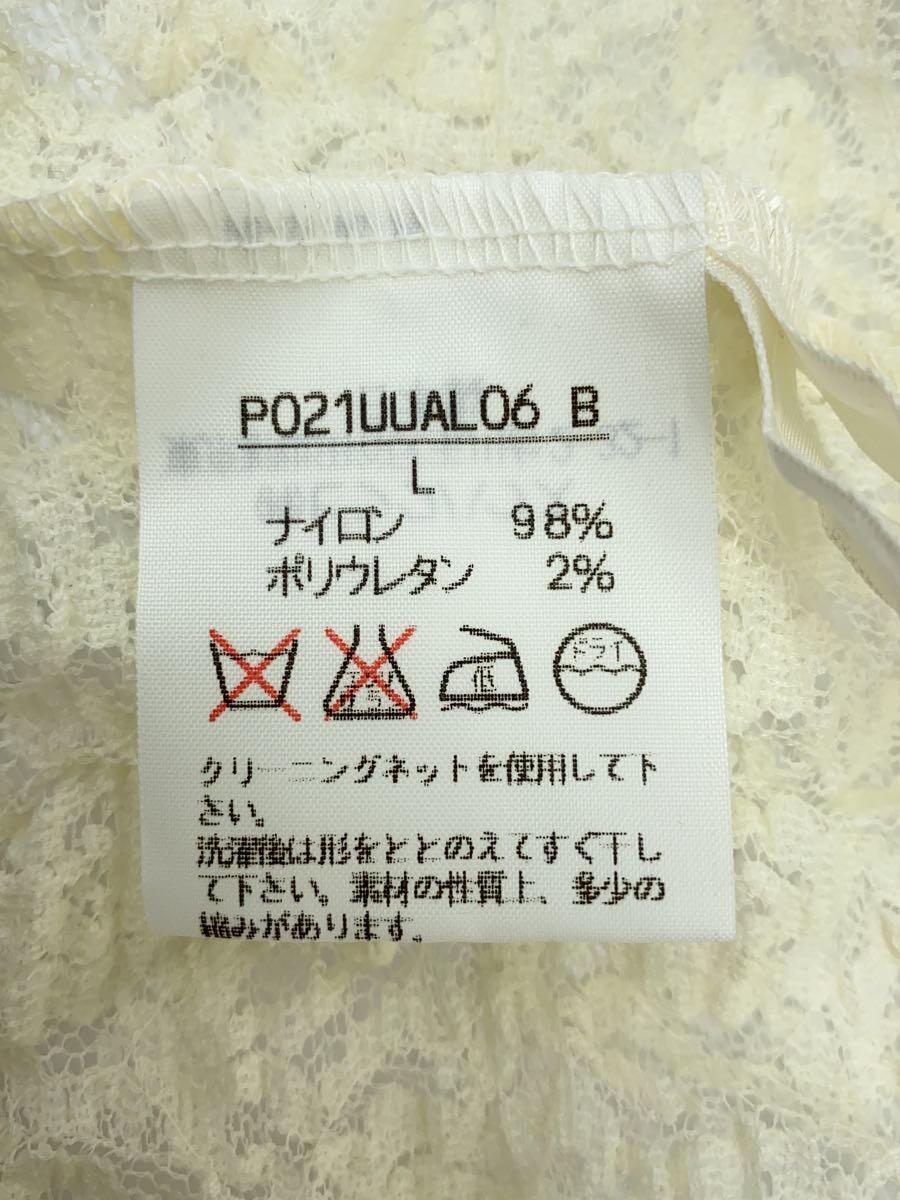 P021UUAL06 B
L
ナイロン 98%
ポリウレタン 2%
低
ドライ
クリーニングネットを使用して下
さい。
洗濯後は形をととのえてすく干し
て下さい。素材の性質上、多少の
縮みがあります。